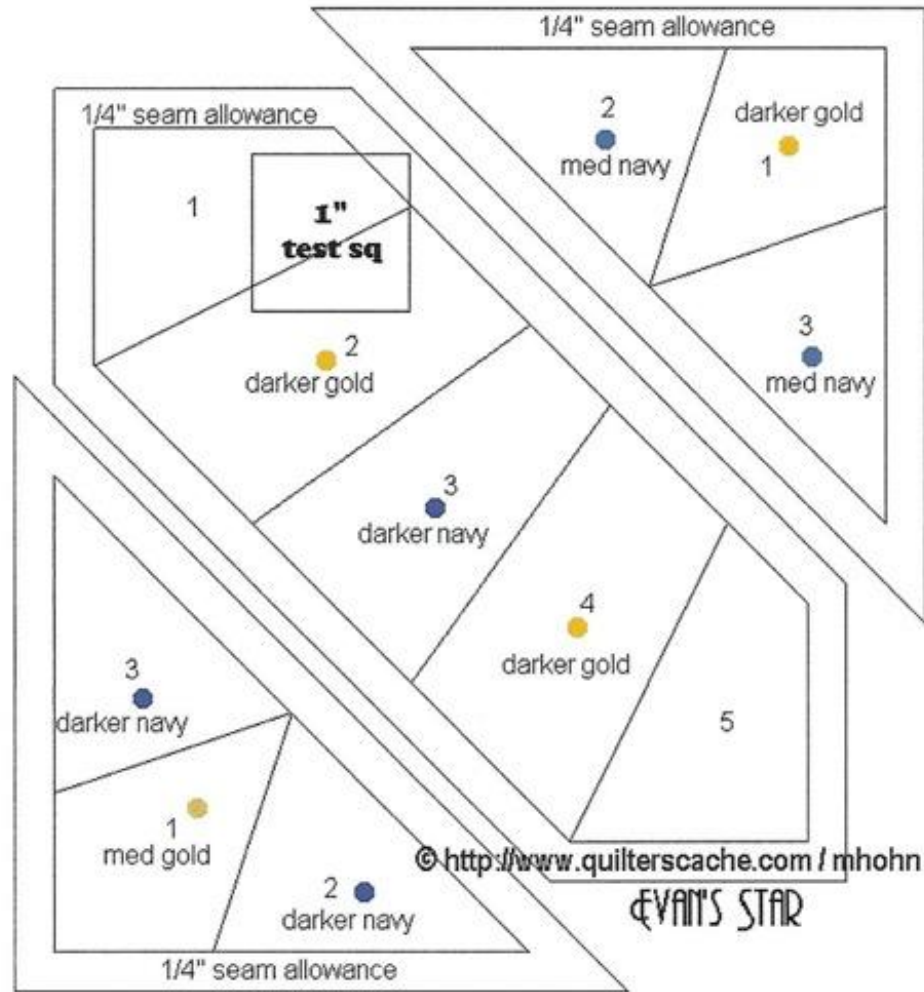 1/4" seam allowance
2
med navy
darker gold
1
3
med navy
1/4" seam allowance
1
1"
test sq
2
darker gold
3
darker navy
4
darker gold
5
3
darker navy
1
med gold
2
darker navy
1/4" seam allowance
© http://www.quilterscache.com / mhohn
EVAN'S STAR